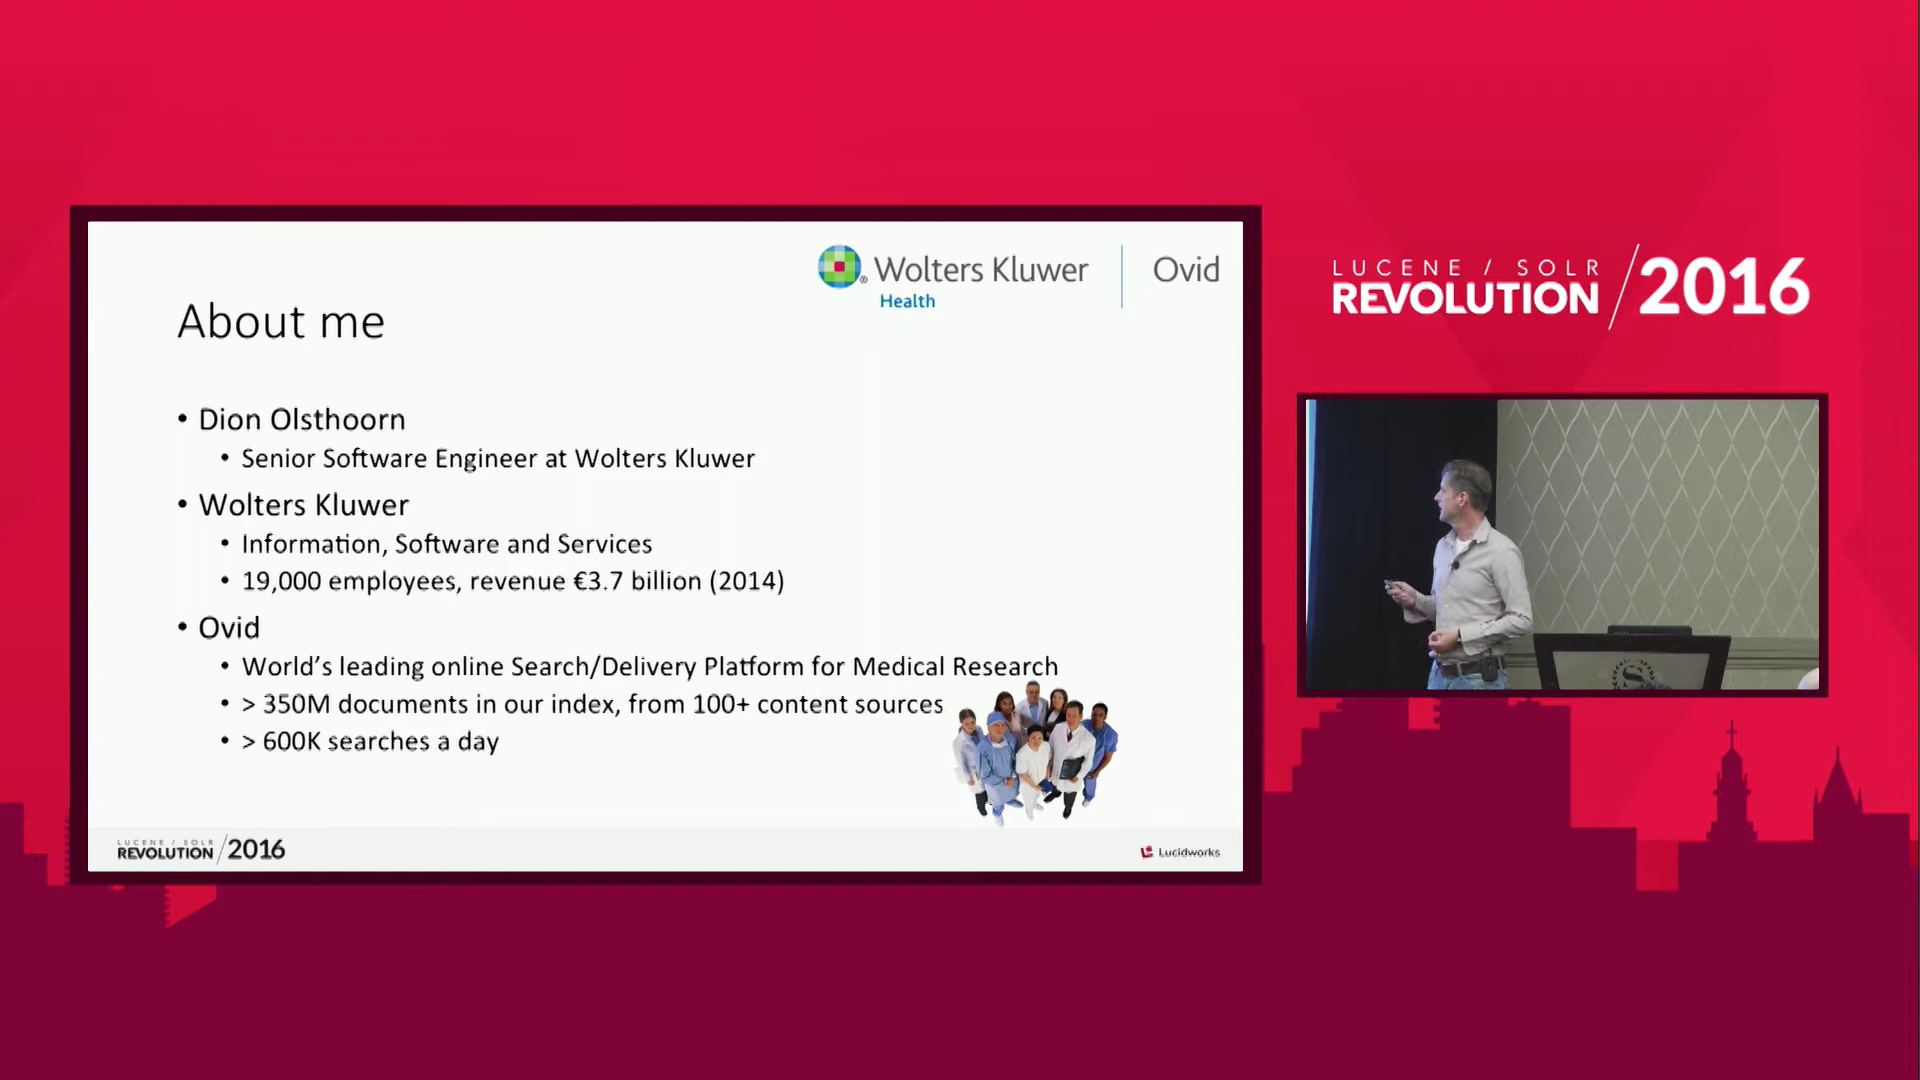 Wolters Kluwer
Health
Ovid
About me
• Dion Olsthoorn
• Senior Software Engineer at Wolters Kluwer
• Wolters Kluwer
• Information, Software and Services
• 19,000 employees, revenue €3.7 billion (2014)
• Ovid
• World's leading online Search/Delivery Platform for Medical Research
• > 350M documents in our index, from 100+ content sources
• > 600K searches a day
LUCENE / SOLR
REVOLUTION /2016
Lucidworks
LUCENE / SOLR
REVOLUTION /2016
S